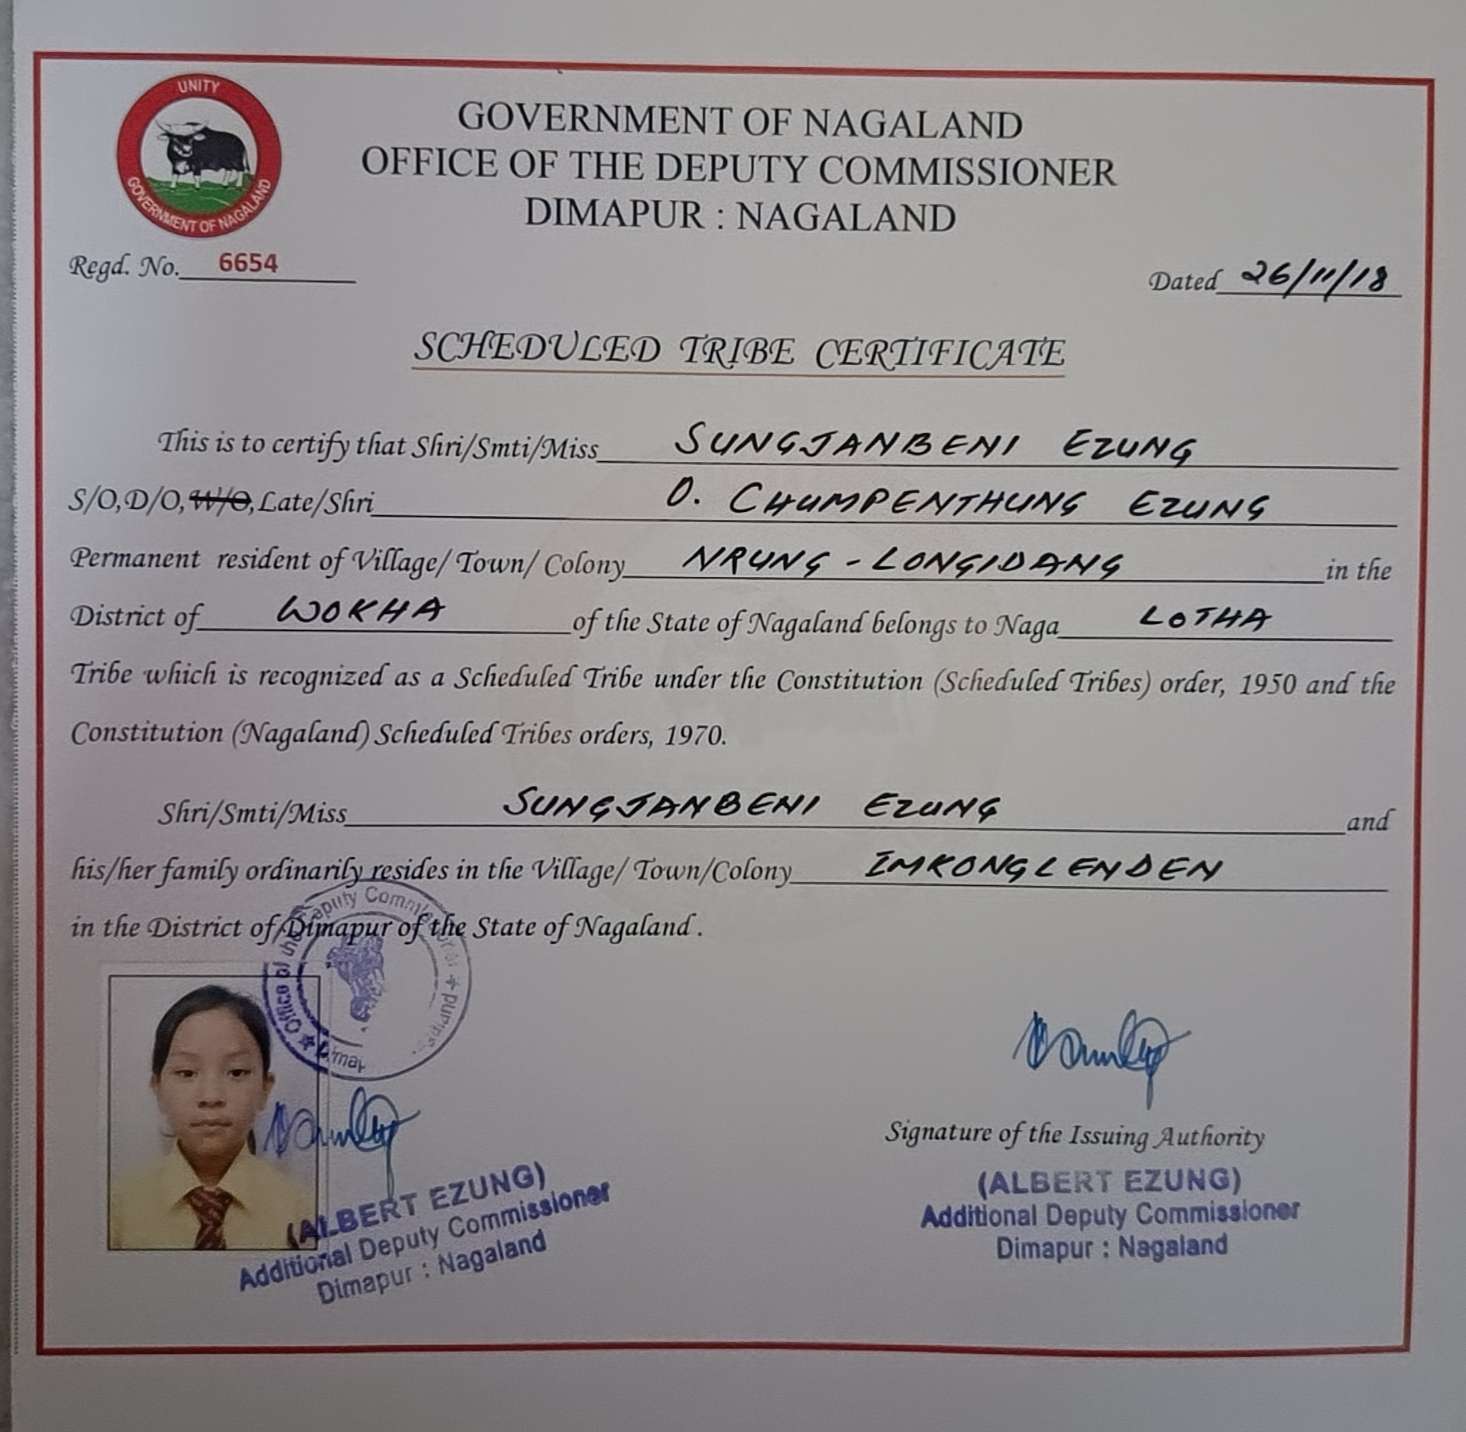 UNITY
GOVERNMENT OF NAGALAND
GOVERNMENT OF NAGALAND
OFFICE OF THE DEPUTY COMMISSIONER
DIMAPUR : NAGALAND
Regd. No. 6654
Dated 26/11/18
SCHEDULED TRIBE CERTIFICATE
This is to certify that Shri/Smti/Miss SUNGJANBENI EZUNG
S/O,D/O,W/O,Late/Shri O. CHUMPENTHUNG EZUNG
Permanent resident of Village/ Town/ Colony NRUNG - LONGIDANG in the
District of WOKHA of the State of Nagaland belongs to Naga LOTHA
Tribe which is recognized as a Scheduled Tribe under the Constitution (Scheduled Tribes) order, 1950 and the
Constitution (Nagaland) Scheduled Tribes orders, 1970.
Shri/Smti/Miss SUNGJANBENI EZUNG and
his/her family ordinarily resides in the Village/ Town/Colony IMKONGLENDEN
in the District of Dimapur of the State of Nagaland.
Office of the Deputy
Signature of the Issuing Authority
(ALBERT EZUNG)
Additional Deputy Commissioner
Dimapur : Nagaland
(ALBERT EZUNG)
Additional Deputy Commissioner
Dimapur : Nagaland